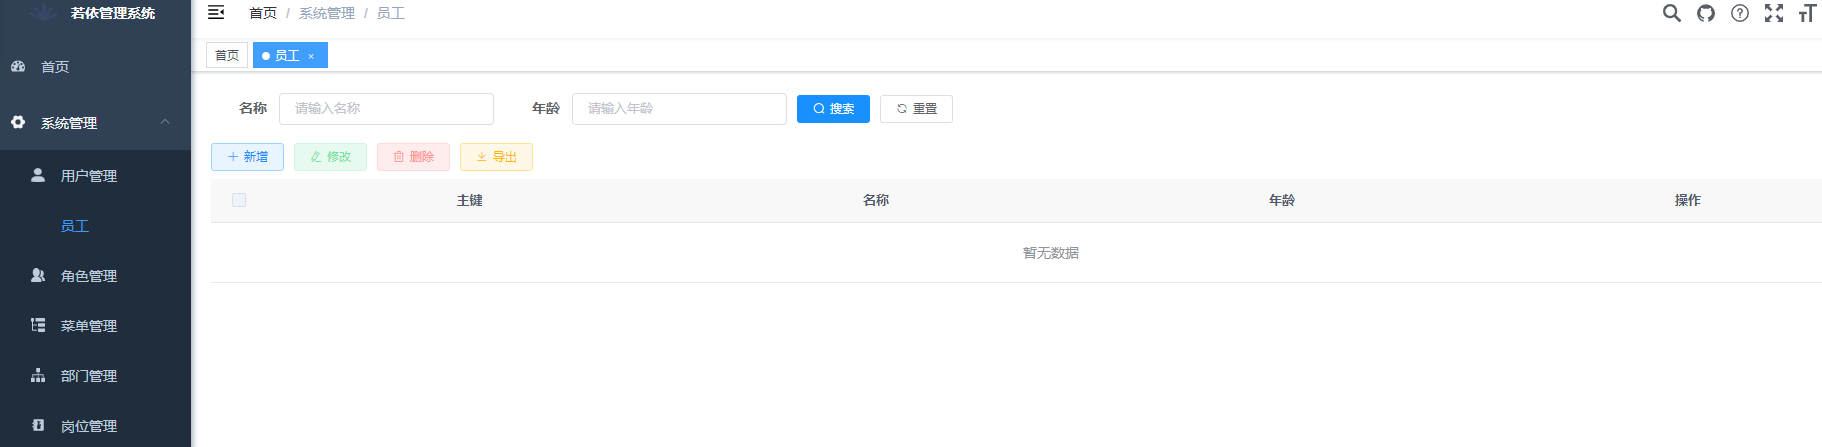 若依管理系统
首页 / 系统管理 / 员工
首页
员工 ×
首页
系统管理
用户管理
员工
角色管理
菜单管理
部门管理
岗位管理
名称 请输入名称 年龄 请输入年龄 搜索 重置
新增 修改 删除 导出
主键 名称 年龄 操作
暂无数据